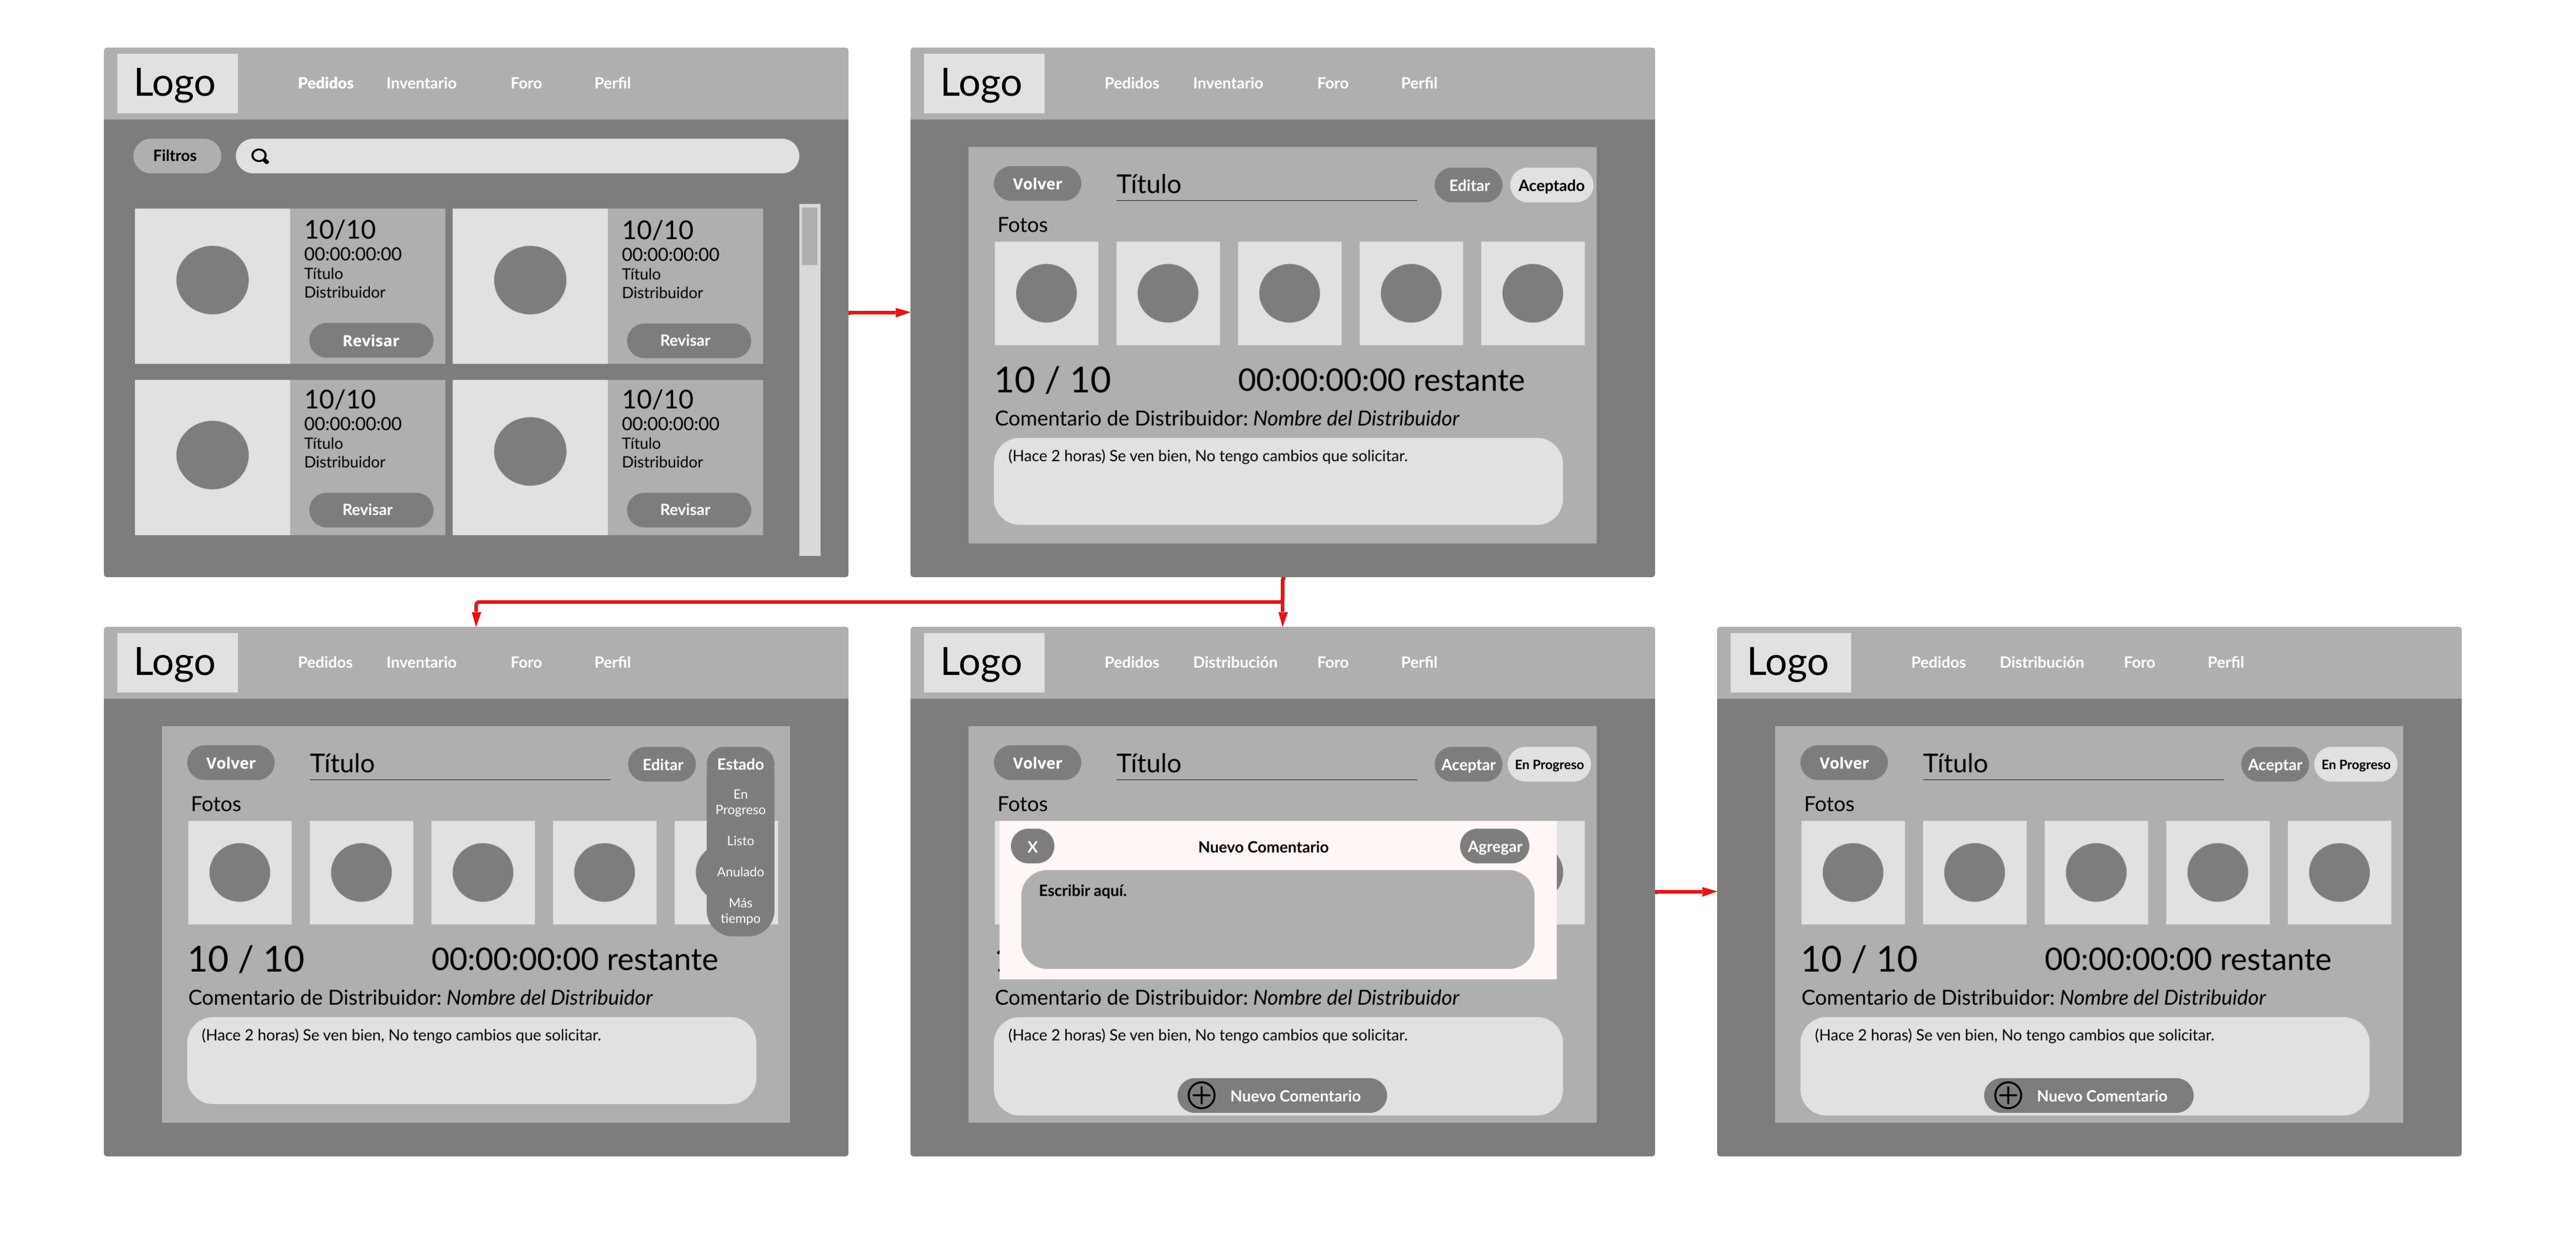 Logo
Pedidos Inventario Foro Perfil
Filtros
10/10
00:00:00:00
Título
Distribuidor
Revisar
10/10
00:00:00:00
Título
Distribuidor
Revisar
10/10
00:00:00:00
Título
Distribuidor
Revisar
10/10
00:00:00:00
Título
Distribuidor
Revisar
Logo
Pedidos Inventario Foro Perfil
Volver Título Editar Aceptado
Fotos
10 / 10 00:00:00:00 restante
Comentario de Distribuidor: Nombre del Distribuidor
(Hace 2 horas) Se ven bien, No tengo cambios que solicitar.
Logo
Pedidos Inventario Foro Perfil
Volver Título Editar Estado
En
Progreso
Listo
Anulado
Más
tiempo
Fotos
10 / 10 00:00:00:00 restante
Comentario de Distribuidor: Nombre del Distribuidor
(Hace 2 horas) Se ven bien, No tengo cambios que solicitar.
Logo
Pedidos Distribución Foro Perfil
Volver Título Aceptar En Progreso
Fotos
X Nuevo Comentario Agregar
Escribir aquí.
Comentario de Distribuidor: Nombre del Distribuidor
(Hace 2 horas) Se ven bien, No tengo cambios que solicitar.
Nuevo Comentario
Logo
Pedidos Distribución Foro Perfil
Volver Título Aceptar En Progreso
Fotos
10 / 10 00:00:00:00 restante
Comentario de Distribuidor: Nombre del Distribuidor
(Hace 2 horas) Se ven bien, No tengo cambios que solicitar.
Nuevo Comentario